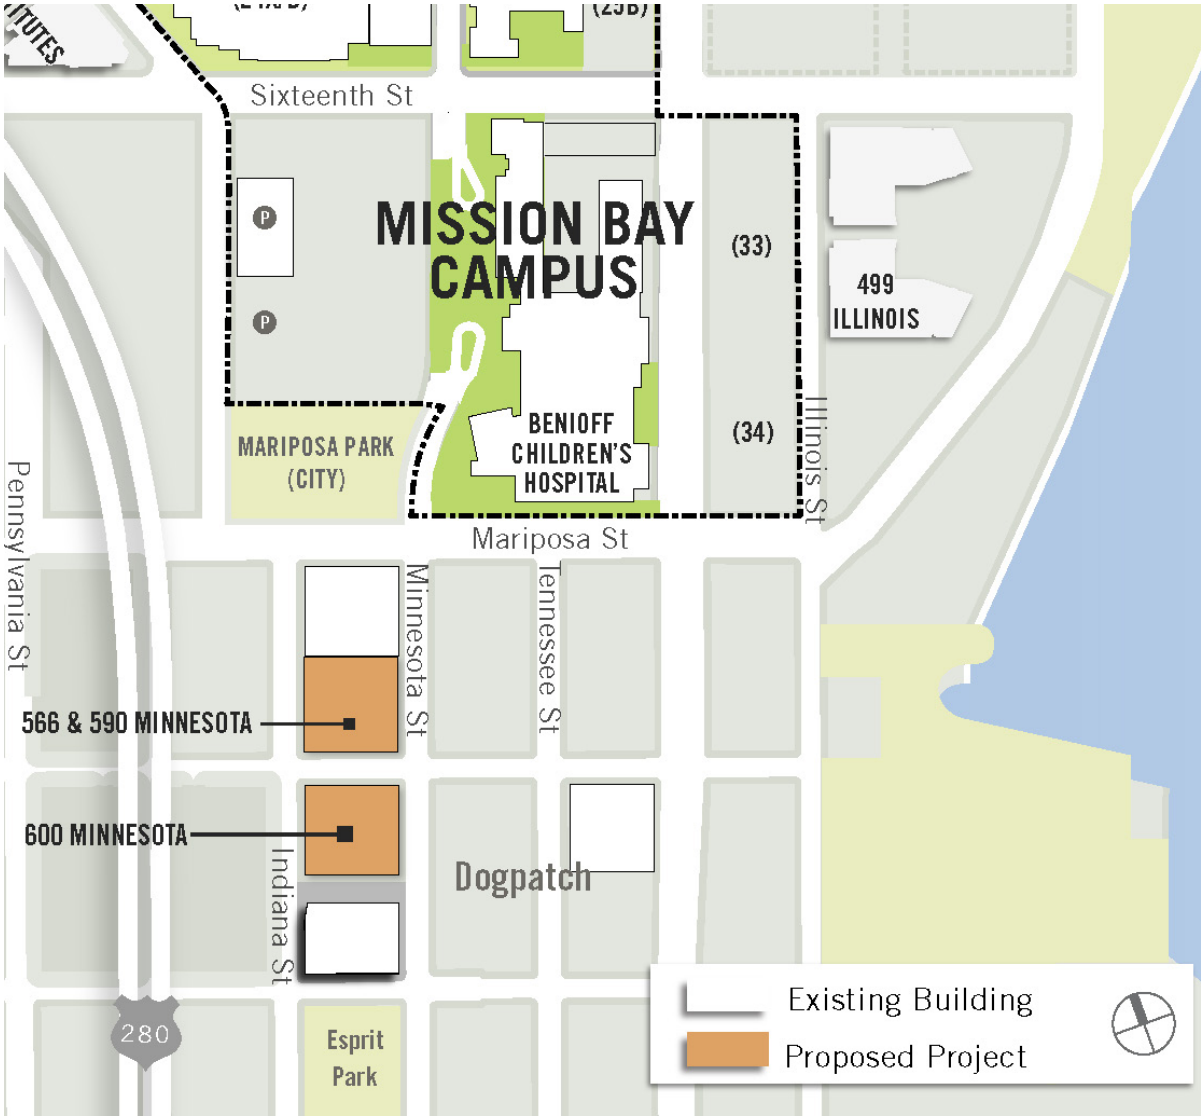 (25B)
Sixteenth St
P
MISSION BAY
CAMPUS
(33)
499
ILLINOIS
P
BENIOFF
CHILDREN'S
HOSPITAL
(34)
Illinois St
MARIPOSA PARK
(CITY)
Mariposa St
Pennsylvania St
Minnesota St
Tennessee St
566 & 590 MINNESOTA
600 MINNESOTA
Dogpatch
Indiana St
280
Esprit
Park
Existing Building
Proposed Project